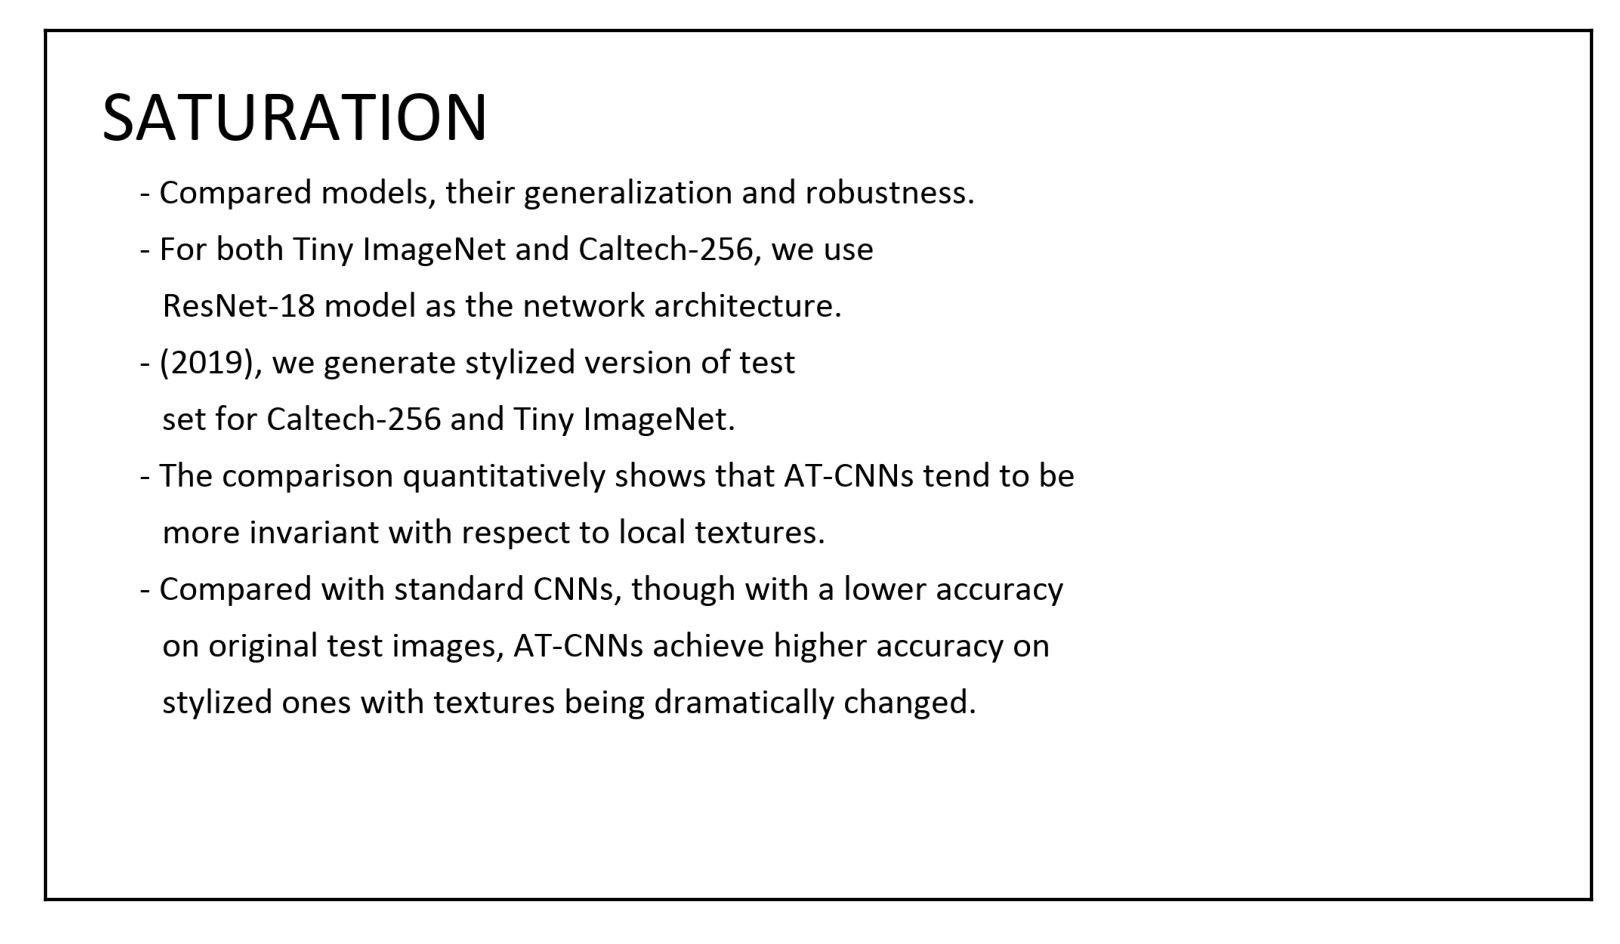 SATURATION
- Compared models, their generalization and robustness.
- For both Tiny ImageNet and Caltech-256, we use
ResNet-18 model as the network architecture.
- (2019), we generate stylized version of test
set for Caltech-256 and Tiny ImageNet.
- The comparison quantitatively shows that AT-CNNs tend to be
more invariant with respect to local textures.
- Compared with standard CNNs, though with a lower accuracy
on original test images, AT-CNNs achieve higher accuracy on
stylized ones with textures being dramatically changed.